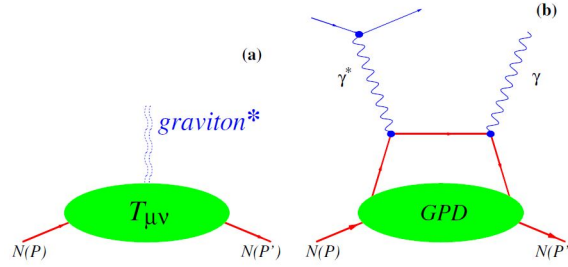 (a)
graviton*
Tμν
N(P)
N(P')
(b)
γ*
γ
GPD
N(P)
N(P')